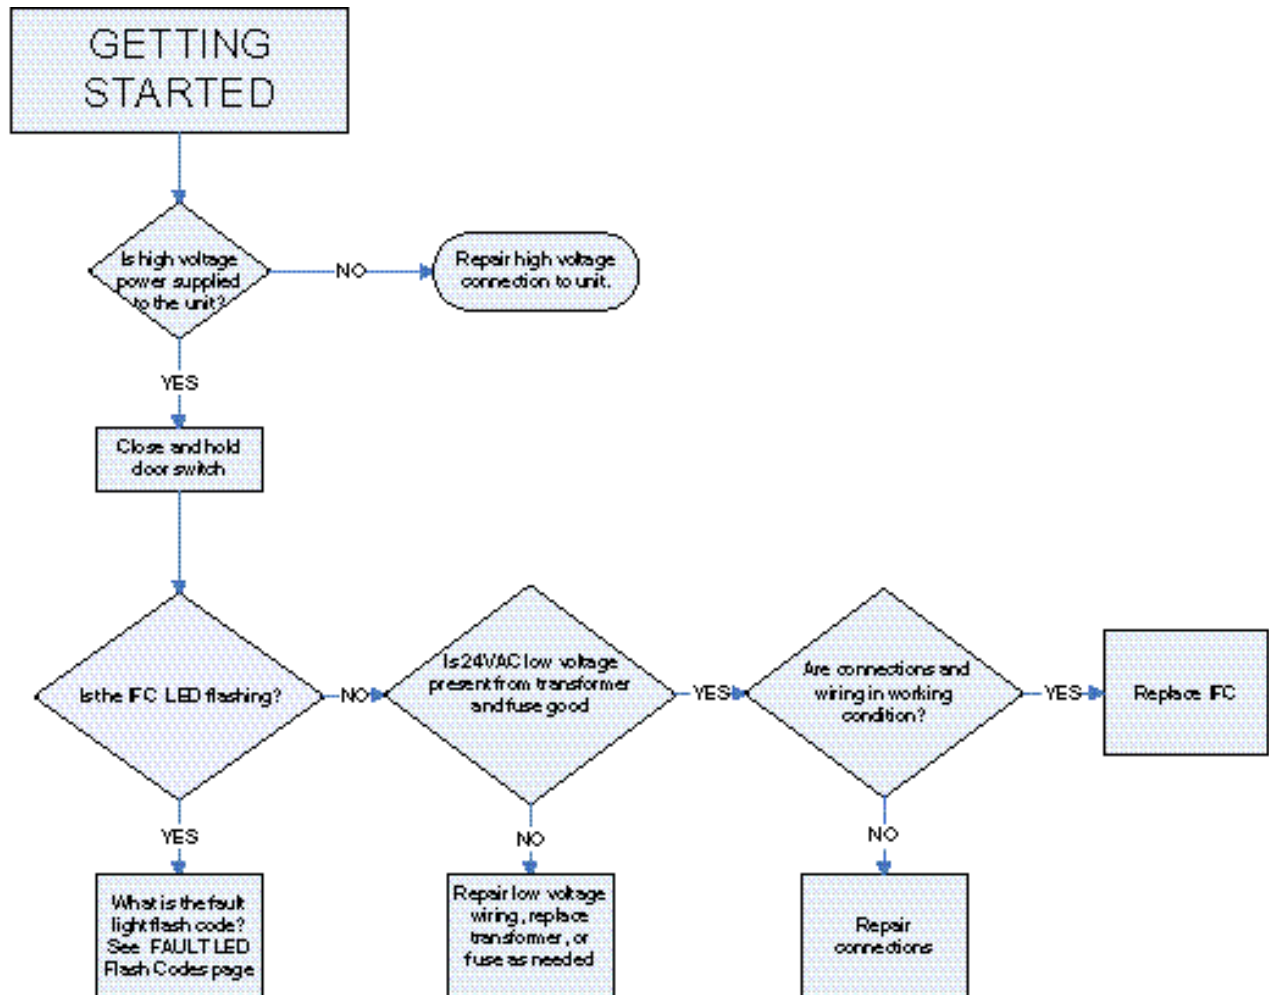 GETTING
STARTED
Is high voltage
power supplied
to the unit?
NO
Repair high voltage
connection to unit.
YES
Close and hold
door switch
Is the IFC LED flashing?
NO
Is 24VAC low voltage
present from transformer
and fuse good
YES
Are connections and
wiring in working
condition?
YES
Replace IFC
YES
NO
NO
What is the fault
light flash code?
See FAULT LED
Flash Codes page
Repair low voltage
wiring, replace
transformer, or
fuse as needed
Repair
connections